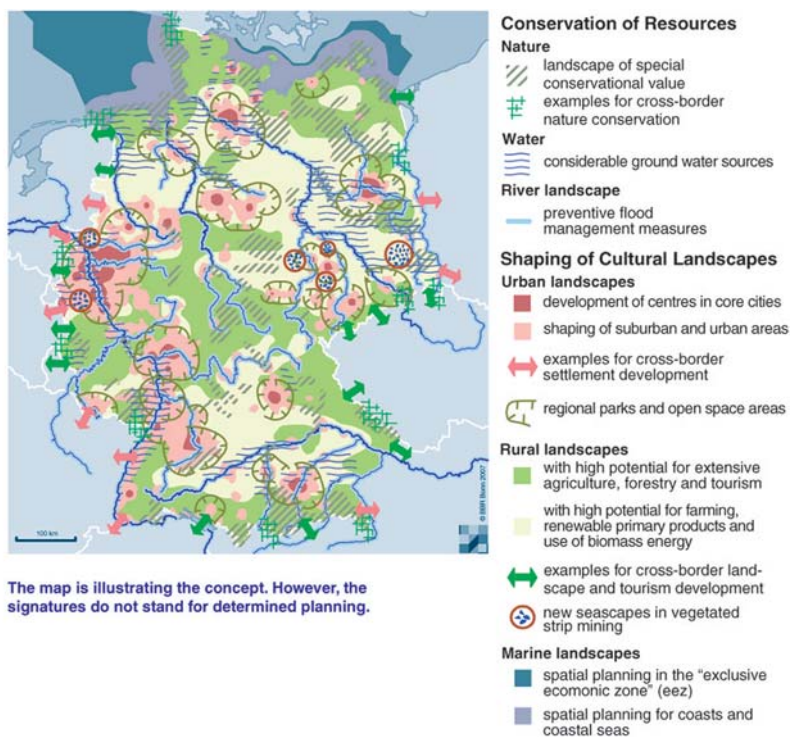 Conservation of Resources
Nature
landscape of special
conservational value
examples for cross-border
nature conservation
Water
considerable ground water sources
River landscape
preventive flood
management measures
Shaping of Cultural Landscapes
Urban landscapes
development of centres in core cities
shaping of suburban and urban areas
examples for cross-border
settlement development
regional parks and open space areas
Rural landscapes
with high potential for extensive
agriculture, forestry and tourism
with high potential for farming,
renewable primary products and
use of biomass energy
examples for cross-border land-
scape and tourism development
new seascapes in vegetated
strip mining
Marine landscapes
spatial planning in the “exclusive
ecomonic zone” (eez)
spatial planning for coasts and
coastal seas
100 km
© BBR Bonn 2007
The map is illustrating the concept. However, the
signatures do not stand for determined planning.